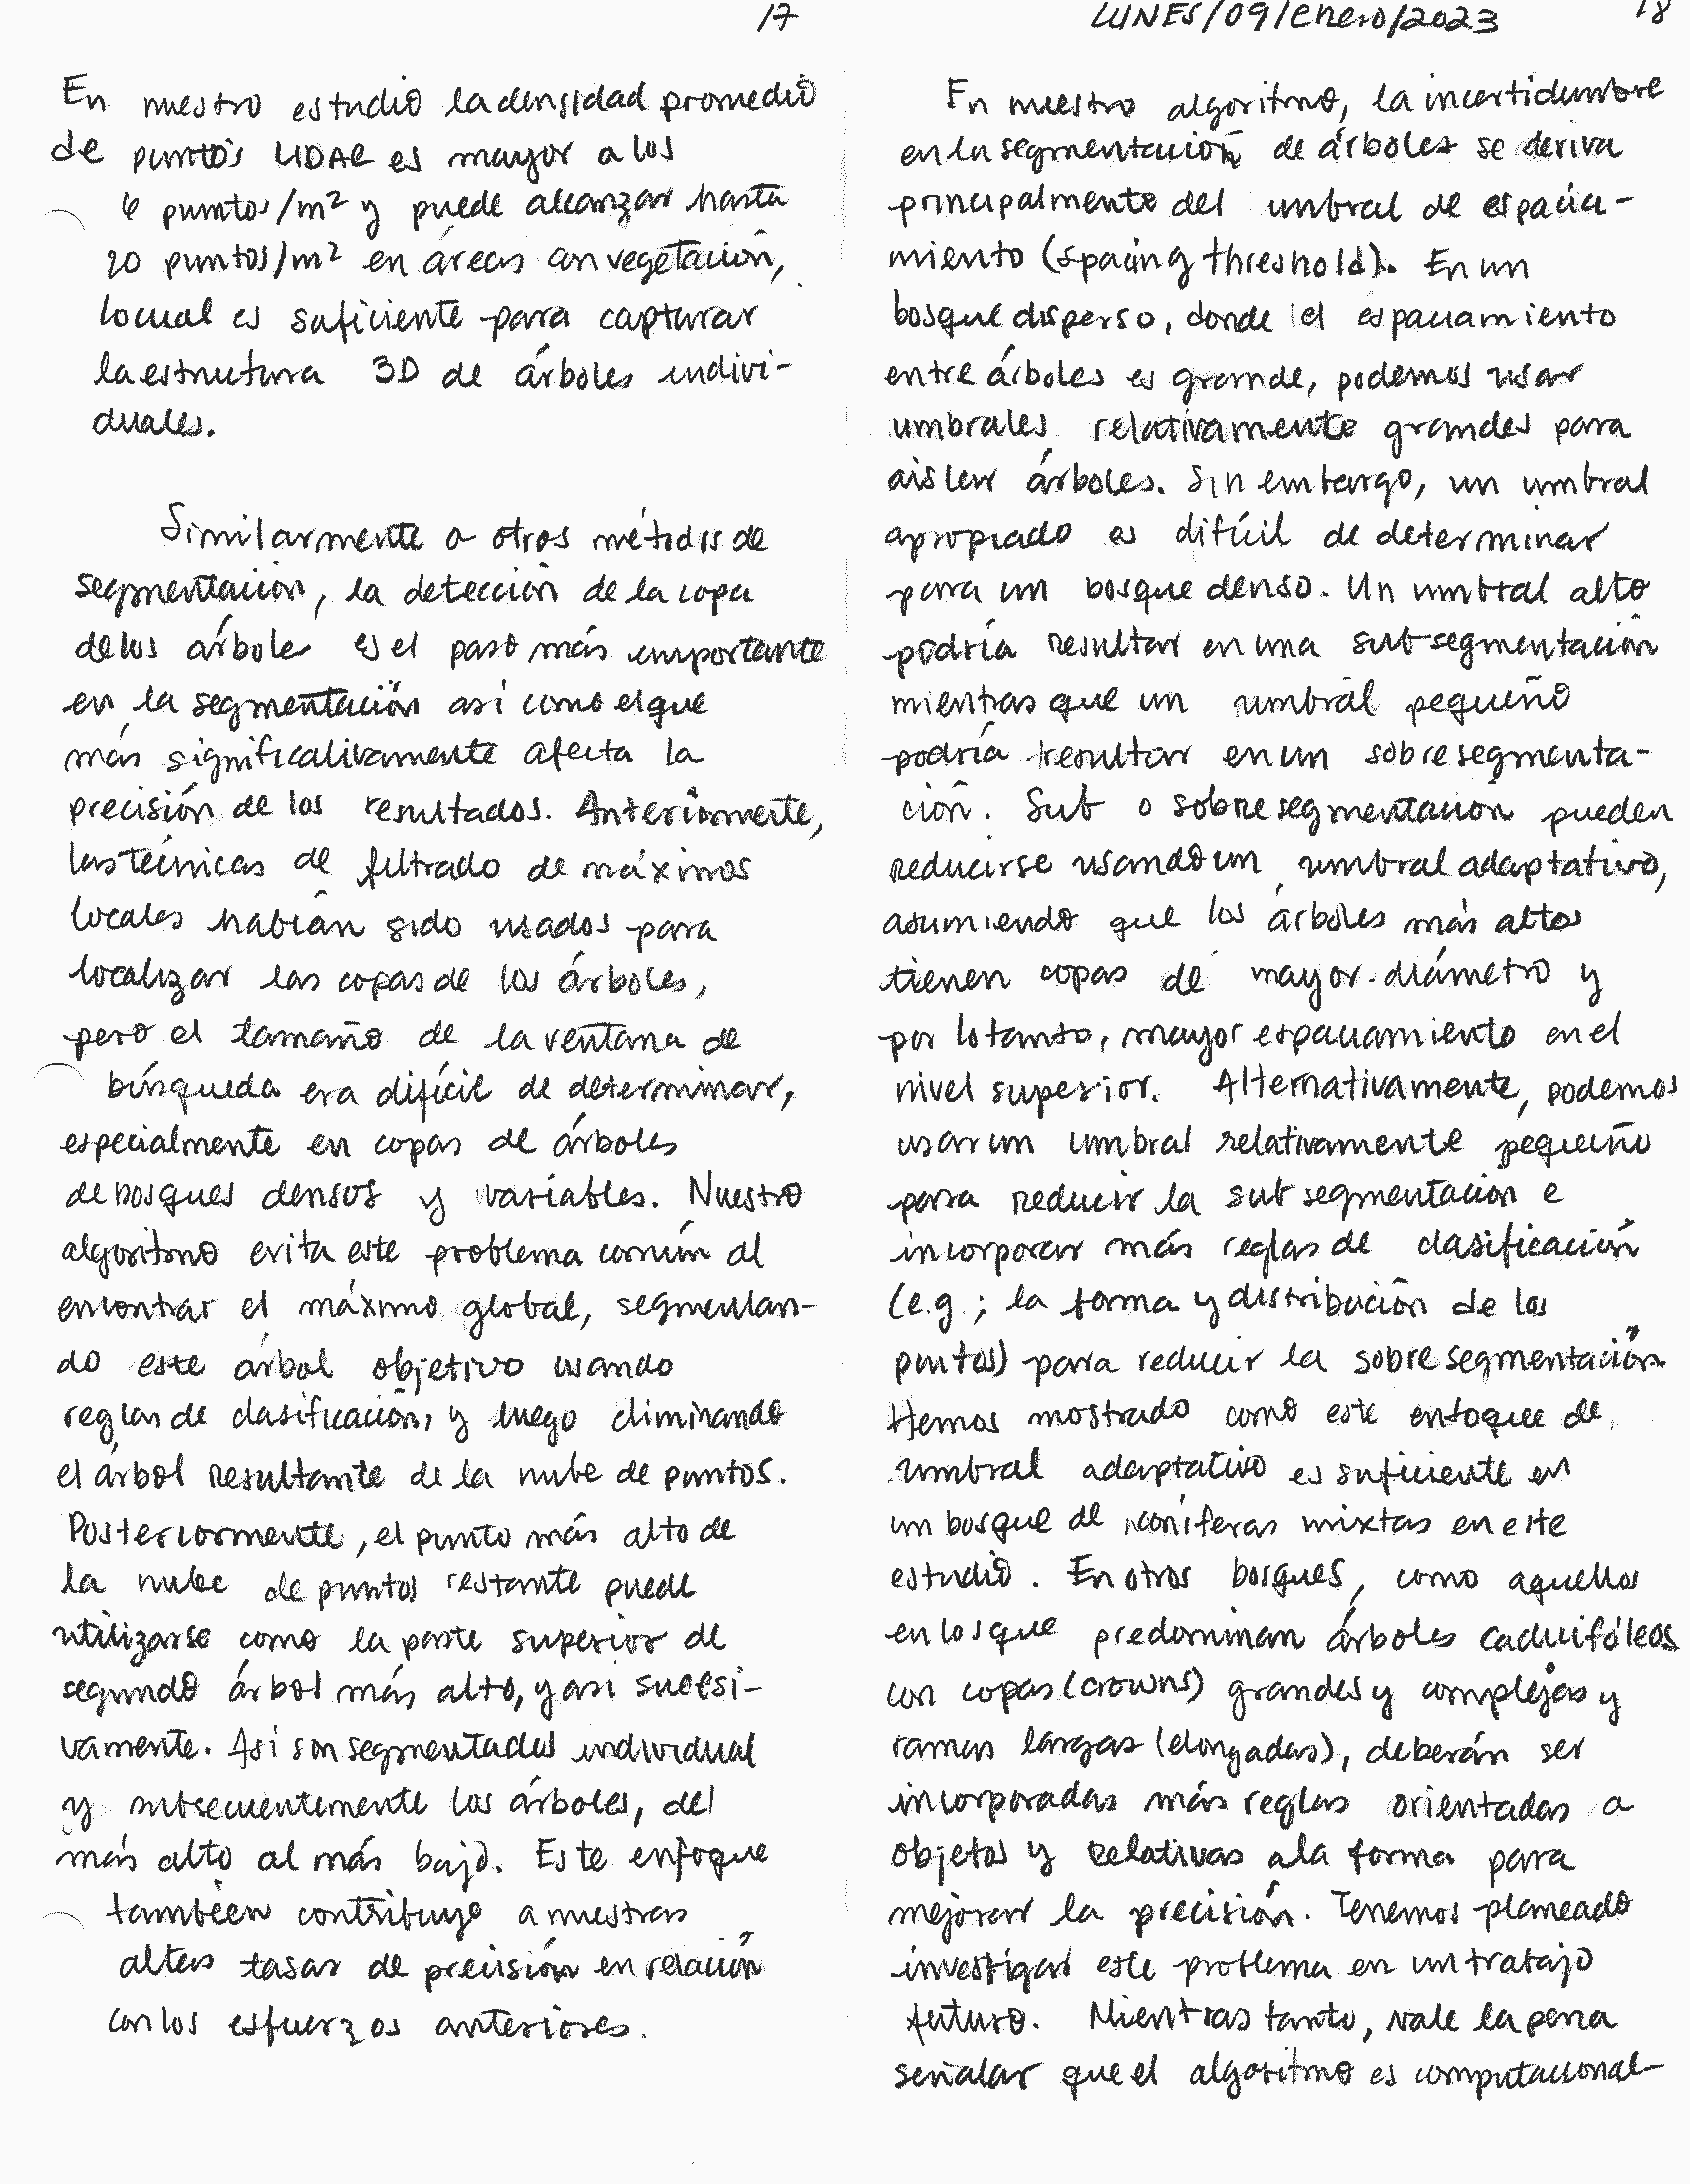 17
En nuestro estudio la densidad promedio
de puntos LIDAR es mayor a los
6 puntos/m² y puede alcanzar hasta
20 puntos/m² en áreas con vegetación,
lo cual es suficiente para capturar
la estructura 3D de árboles indivi-
duales.
Similarmente a otros métodos de
segmentación, la detección de la copa
de los árboles es el paso más importante
en la segmentación así como el que
más significativamente afecta la
precisión de los resultados. Anteriormente,
las técnicas de filtrado de máximos
locales habían sido usados para
localizar las copas de los árboles,
pero el tamaño de la ventana de
búsqueda era difícil de determinar,
especialmente en copas de árboles
de bosques densos y variables. Nuestro
algoritmo evita este problema común al
encontrar el máximo global, segmentan-
do este árbol objetivo usando
reglas de clasificación, y luego eliminando
el árbol resultante de la nube de puntos.
Posteriormente, el punto más alto de
la nube de puntos restante puede
utilizarse como la parte superior de
segundo árbol más alto, y asi sucesi-
vamente. Así son segmentados individual
y subsecuentemente los árboles, del
más alto al más bajo. Este enfoque
también contribuye a nuestras
altas tasas de precisión en relación
con los esfuerzos anteriores.
LUNES/09/enero/2023 18
En nuestro algoritmo, la incertidumbre
en la segmentación de árboles se deriva
principalmente del umbral de espacia-
miento (spacing threshold). En un
bosque disperso, donde el espaciamiento
entre árboles es grande, podemos usar
umbrales relativamente grandes para
aislar árboles. Sin embargo, un umbral
apropiado es difícil de determinar
para un bosque denso. Un umbral alto
podría resultar en una subsegmentación
mientras que un umbral pequeño
podría resultar en un sobresegmenta-
ción. Sub o sobresegmentación pueden
reducirse usando un umbral adaptativo,
asumiendo que los árboles más altos
tienen copas de mayor diámetro y
por lo tanto, mayor espaciamiento en el
nivel superior. Alternativamente, podemos
usar un umbral relativamente pequeño
para reducir la subsegmentación e
incorporar más reglas de clasificación
(e.g; la forma y distribución de los
puntos) para reducir la sobresegmentación
Hemos mostrado como este enfoque de
umbral adaptativo es suficiente en
un bosque de coníferas mixtas en este
estudio. En otros bosques, como aquellos
en los que predominan árboles caducifóleos
con copas (crowns) grandes y complejas y
ramas largas (elongadas), deberán ser
incorporadas más reglas orientadas a
objetos y relativas a la forma para
mejorar la precisión. Tenemos planeado
investigar este problema en un trabajo
futuro. Mientras tanto, vale la pena
señalar que el algoritmo es computacional-